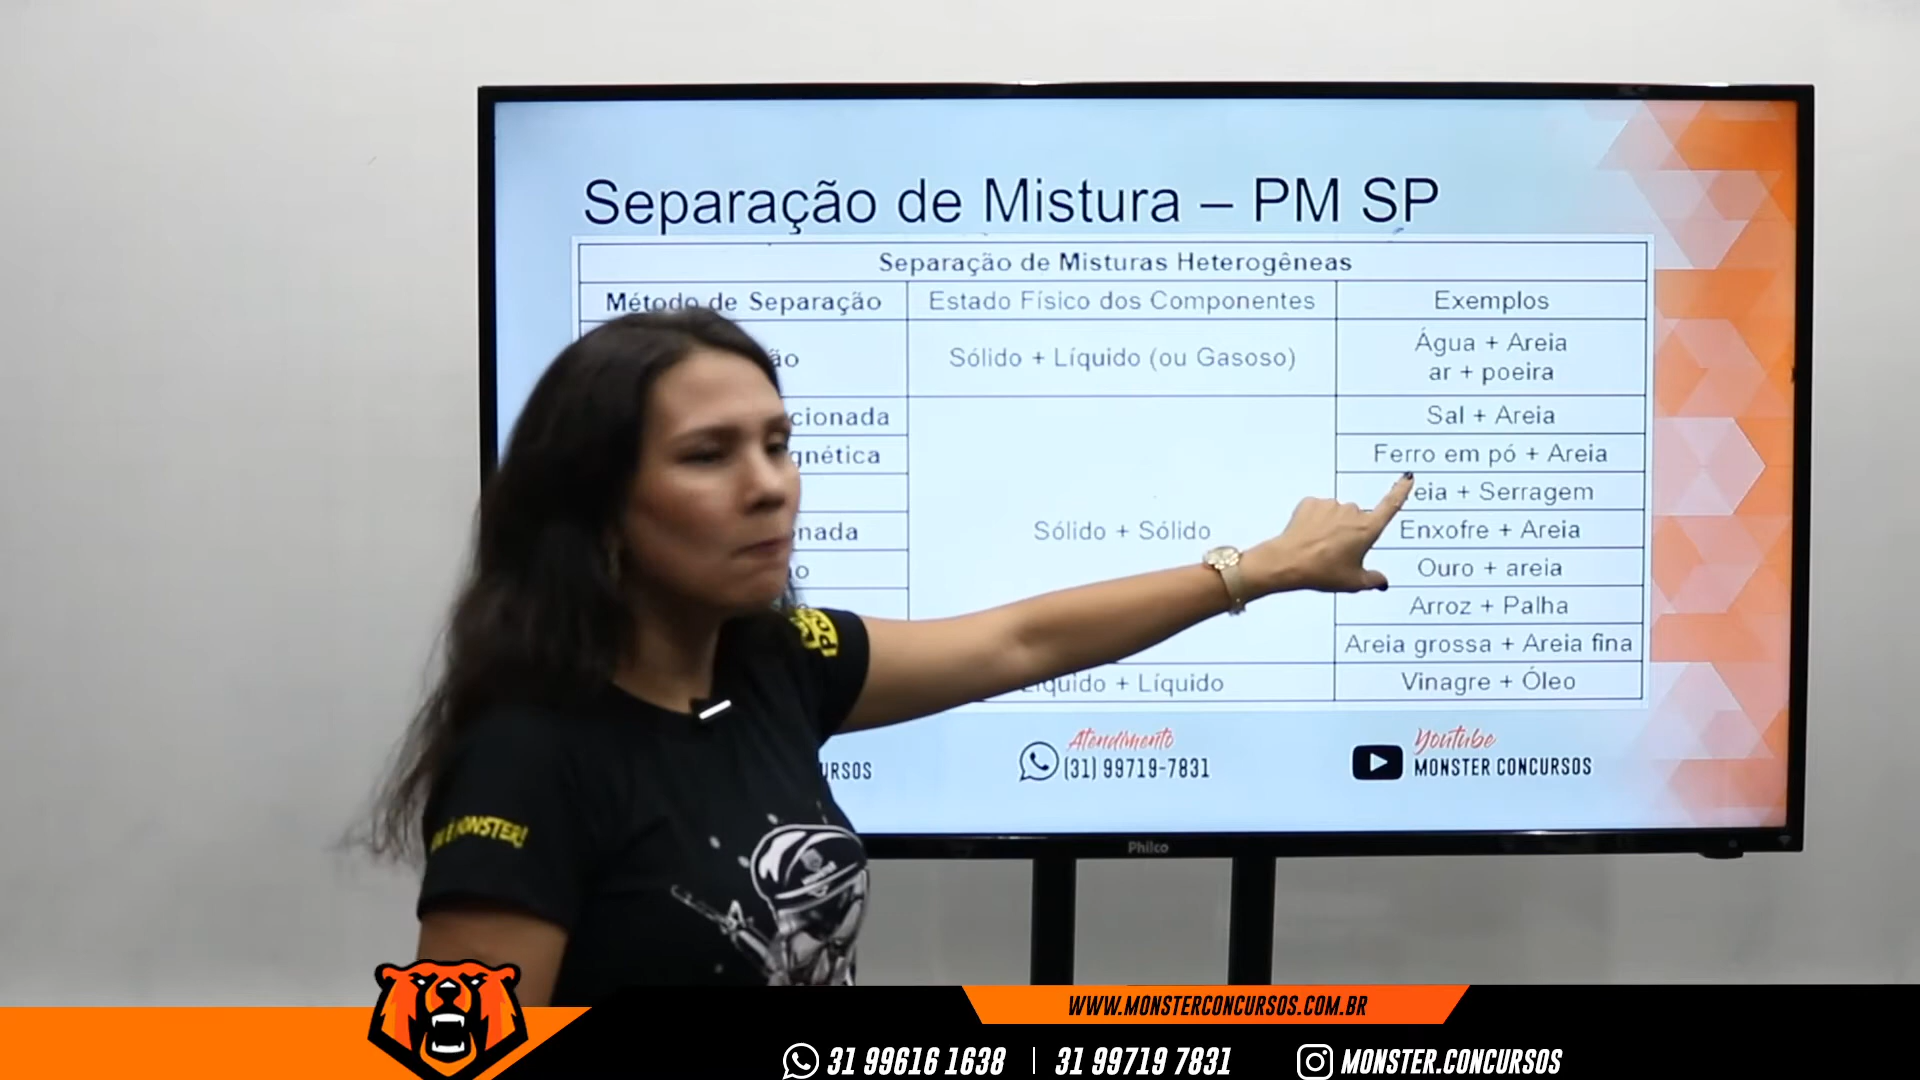 Separação de Mistura – PM SP
Separação de Misturas Heterogêneas
Método de Separação Estado Físico dos Componentes Exemplos
ão Sólido + Líquido (ou Gasoso) Água + Areia
ar + poeira
cionada Sal + Areia
gnética Ferro em pó + Areia
eia + Serragem
nada Sólido + Sólido Enxofre + Areia
o Ouro + areia
Arroz + Palha
Areia grossa + Areia fina
Líquido + Líquido Vinagre + Óleo
Atendimento
(31) 99719-7831
Youtube
MONSTER CONCURSOS
URSOS
Philco
MONSTER!
WWW.MONSTERCONCURSOS.COM.BR
31 99616 1638 | 31 99719 7831 MONSTER.CONCURSOS